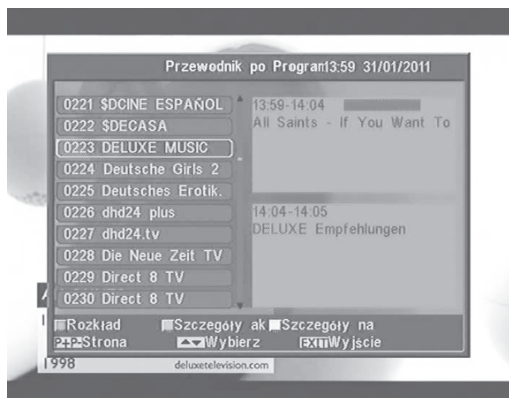 Przewodnik po Program13:59 31/01/2011
0221 $DCINE ESPAÑOL
0222 $DECASA
0223 DELUXE MUSIC
0224 Deutsche Girls 2
0225 Deutsches Erotik.
0226 dhd24 plus
0227 dhd24.tv
0228 Die Neue Zeit TV
0229 Direct 8 TV
0230 Direct 8 TV
13:59-14:04
All Saints - If You Want To
14:04-14:05
DELUXE Empfehlungen
Rozkład Szczegóły ak Szczegóły na
P+P- Strona Wybierz EXIT Wyjście
1998
deluxetelevision.com